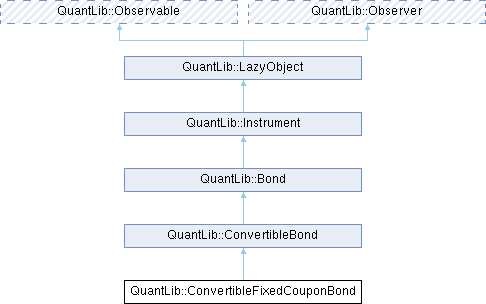 QuantLib::Observable
QuantLib::Observer
QuantLib::LazyObject
QuantLib::Instrument
QuantLib::Bond
QuantLib::ConvertibleBond
QuantLib::ConvertibleFixedCouponBond